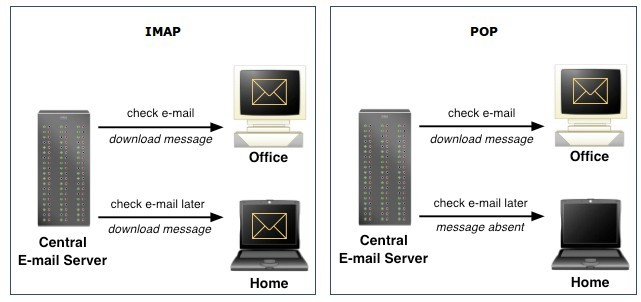 IMAP
check e-mail
download message
Office
check e-mail later
download message
Central
E-mail Server
Home
POP
check e-mail
download message
Office
check e-mail later
message absent
Central
E-mail Server
Home